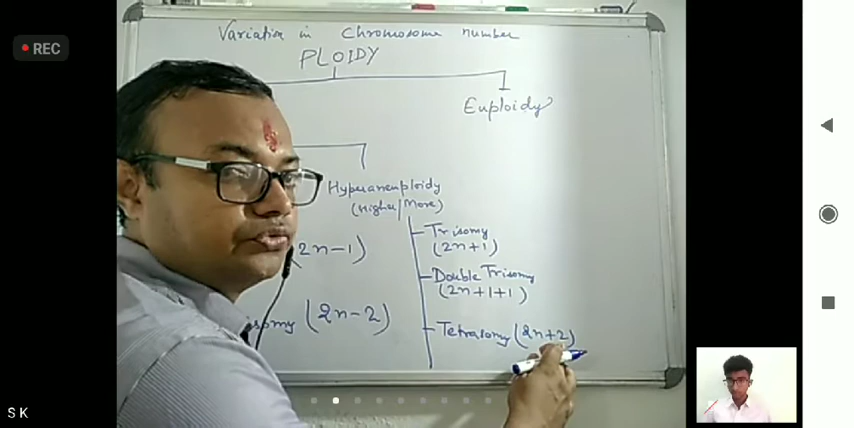 REC
Variation in Chromosome number
PLOIDY
Euploidy
Hyperaneuploidy
(Higher/More)
(2n-1)
isomy (2n-2)
Trisomy
(2n+1)
Double Trisomy
(2n+1+1)
Tetrasomy (2n+2)
S K